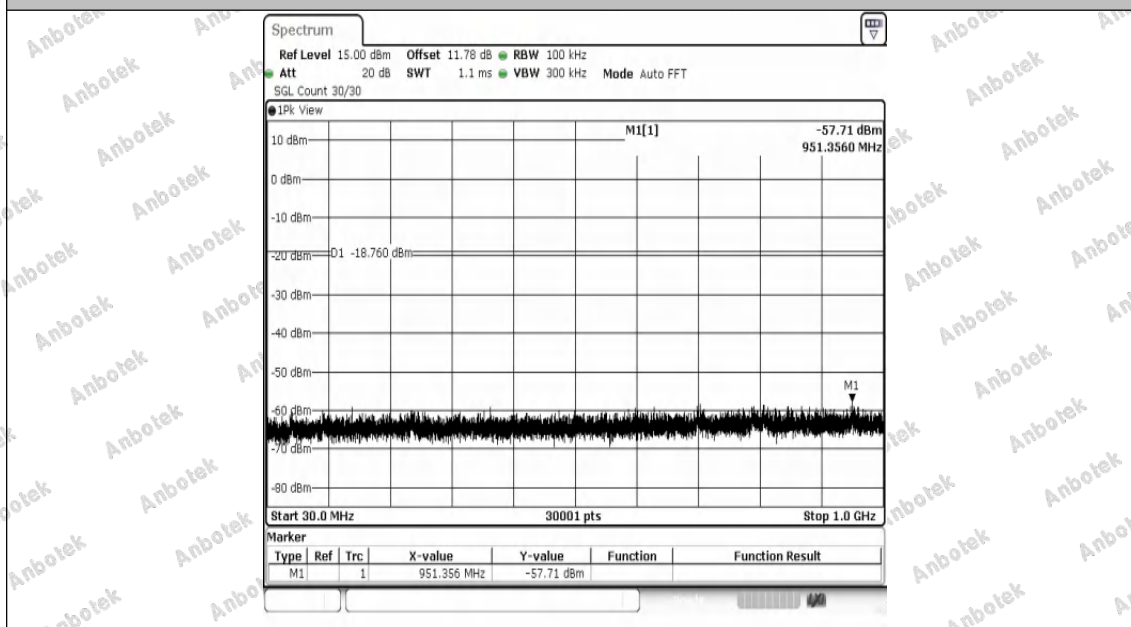 Spectrum
Ref Level 15.00 dBm Offset 11.78 dB RBW 100 kHz
Att 20 dB SWT 1.1 ms VBW 300 kHz Mode Auto FFT
SGL Count 30/30
1Pk View
M1[1] -57.71 dBm
951.3560 MHz
10 dBm
0 dBm
-10 dBm
-20 dBm
D1 -18.760 dBm
-30 dBm
-40 dBm
-50 dBm
M1
-60 dBm
-70 dBm
-80 dBm
Start 30.0 MHz 30001 pts Stop 1.0 GHz
Marker
Type Ref Trc X-value Y-value Function Function Result
M1 1 951.356 MHz -57.71 dBm
Anbotek